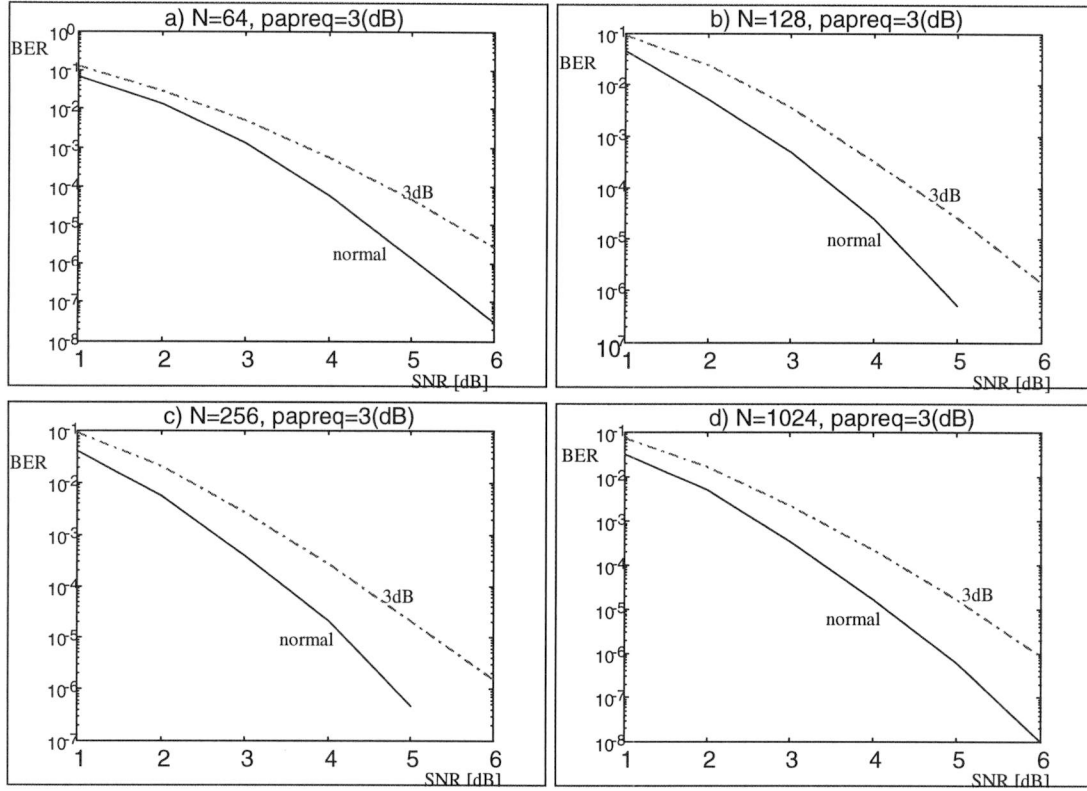 a) N=64, papreq=3(dB)
BER
10^0
10^-1
10^-2
10^-3
10^-4
10^-5
10^-6
10^-7
10^-8
3dB
normal
1 2 3 4 5 6
SNR [dB]
b) N=128, papreq=3(dB)
BER
10^-1
10^-2
10^-3
10^-4
10^-5
10^-6
10^7
3dB
normal
1 2 3 4 5 6
SNR [dB]
c) N=256, papreq=3(dB)
BER
10^-1
10^-2
10^-3
10^-4
10^-5
10^-6
10^-7
3dB
normal
1 2 3 4 5 6
SNR [dB]
d) N=1024, papreq=3(dB)
BER
10^-1
10^-2
10^-3
10^-4
10^-5
10^-6
10^-7
10^-8
3dB
normal
1 2 3 4 5 6
SNR [dB]